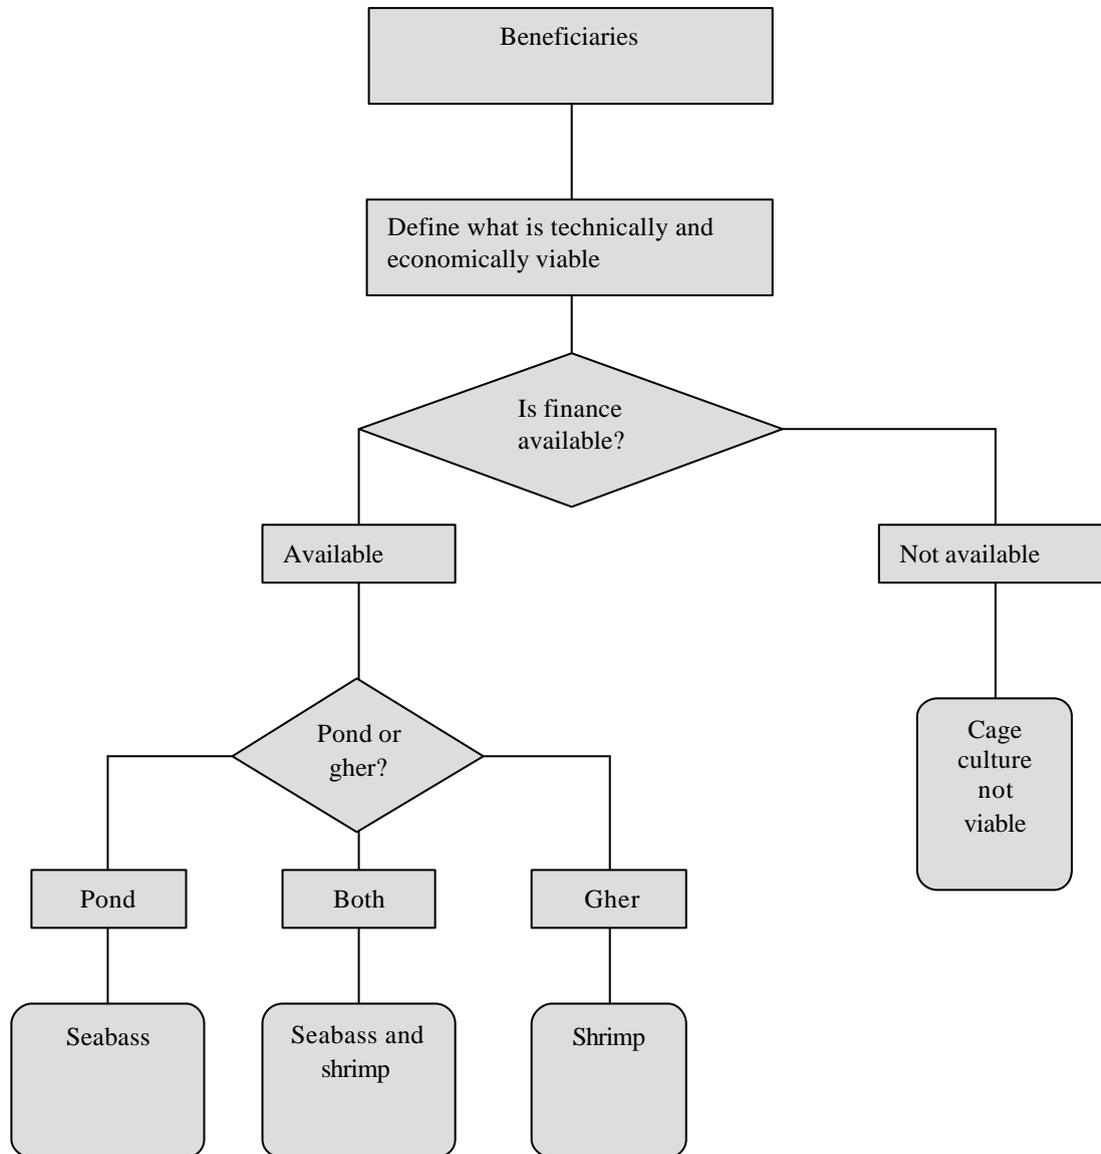 Beneficiaries
Define what is technically and
economically viable
Is finance
available?
Available
Not available
Pond or
gher?
Cage
culture
not
viable
Pond
Both
Gher
Seabass
Seabass and
shrimp
Shrimp